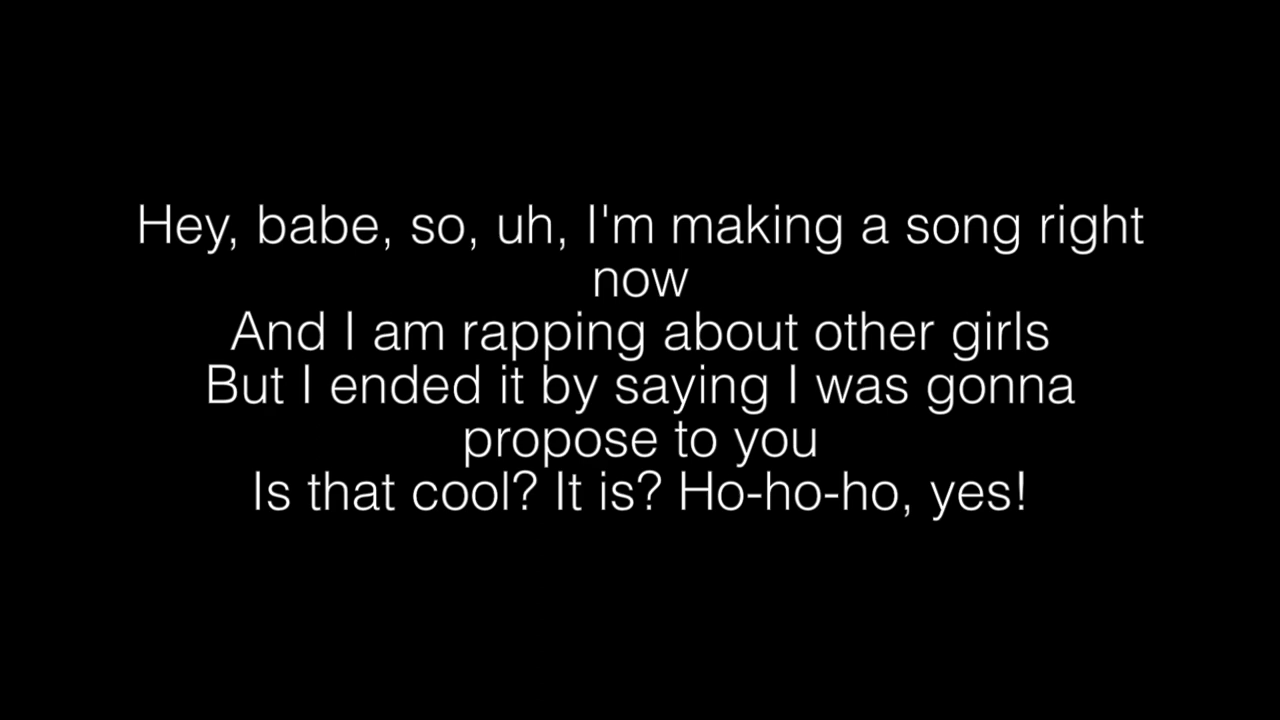 Hey, babe, so, uh, I'm making a song right
now
And I am rapping about other girls
But I ended it by saying I was gonna
propose to you
Is that cool? It is? Ho-ho-ho, yes!